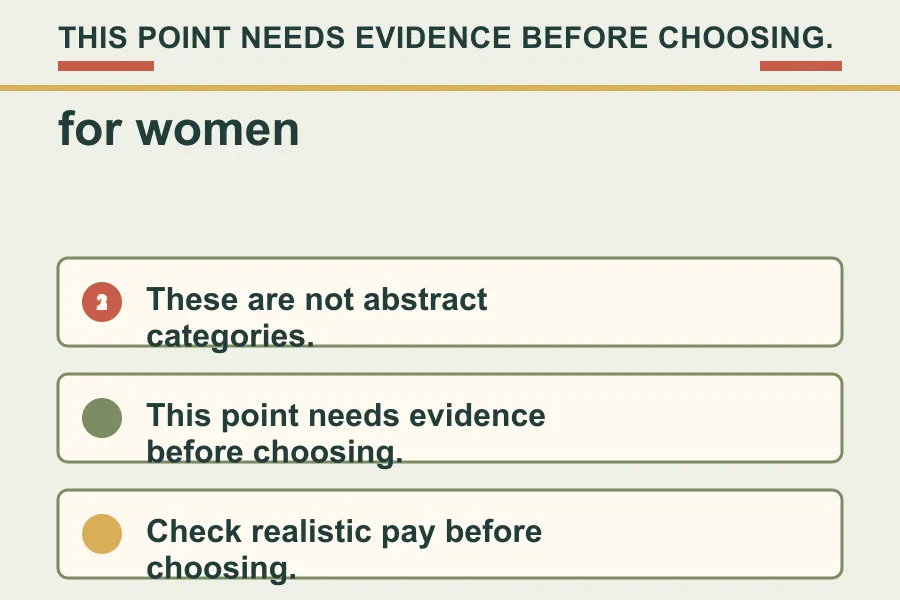 THIS POINT NEEDS EVIDENCE BEFORE CHOOSING.
for women
These are not abstract
categories.
This point needs evidence
before choosing.
Check realistic pay before
choosing.